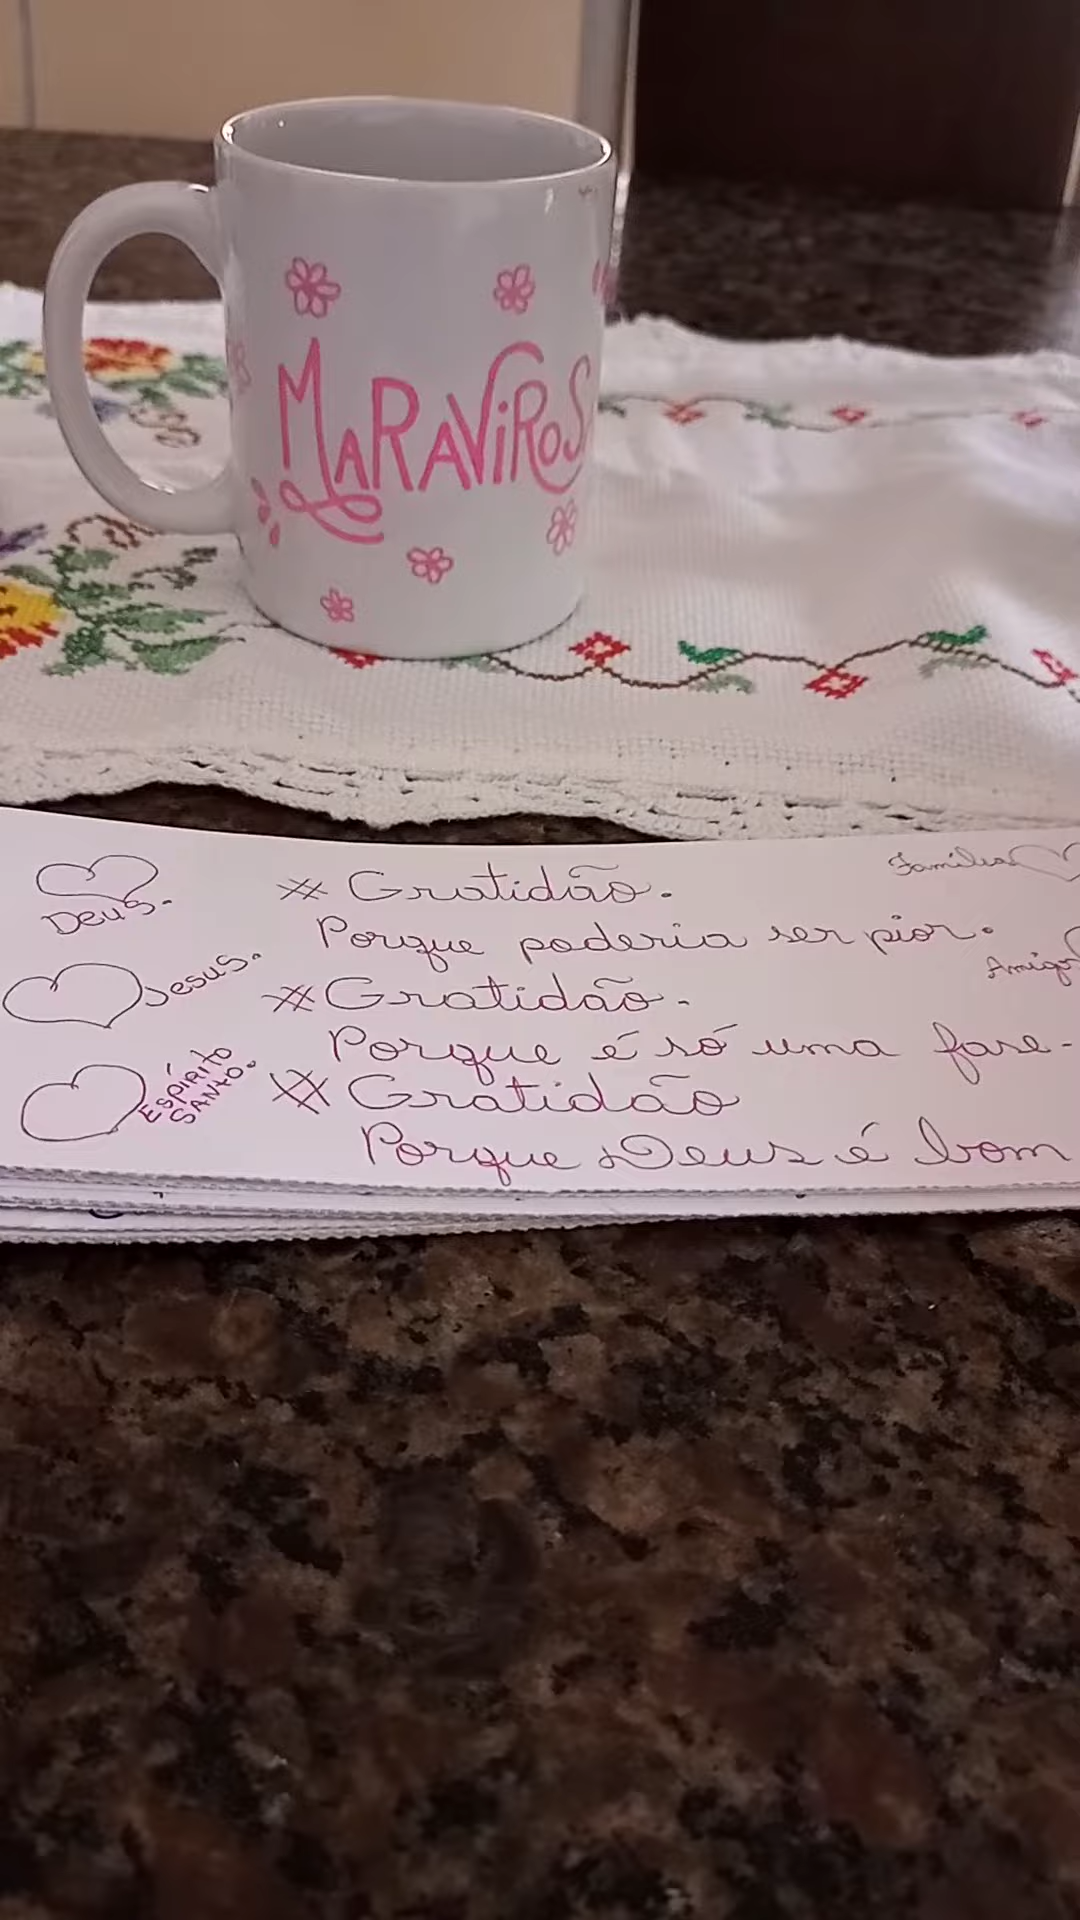 MARAVIROS
Deus.
# Gratidão.
Família
Porque poderia ser pior.
Jesus.
# Gratidão.
Amigo
Porque é só uma fase.
ESPÍRITO
SANTO.
# Gratidão
Porque Deus é bom